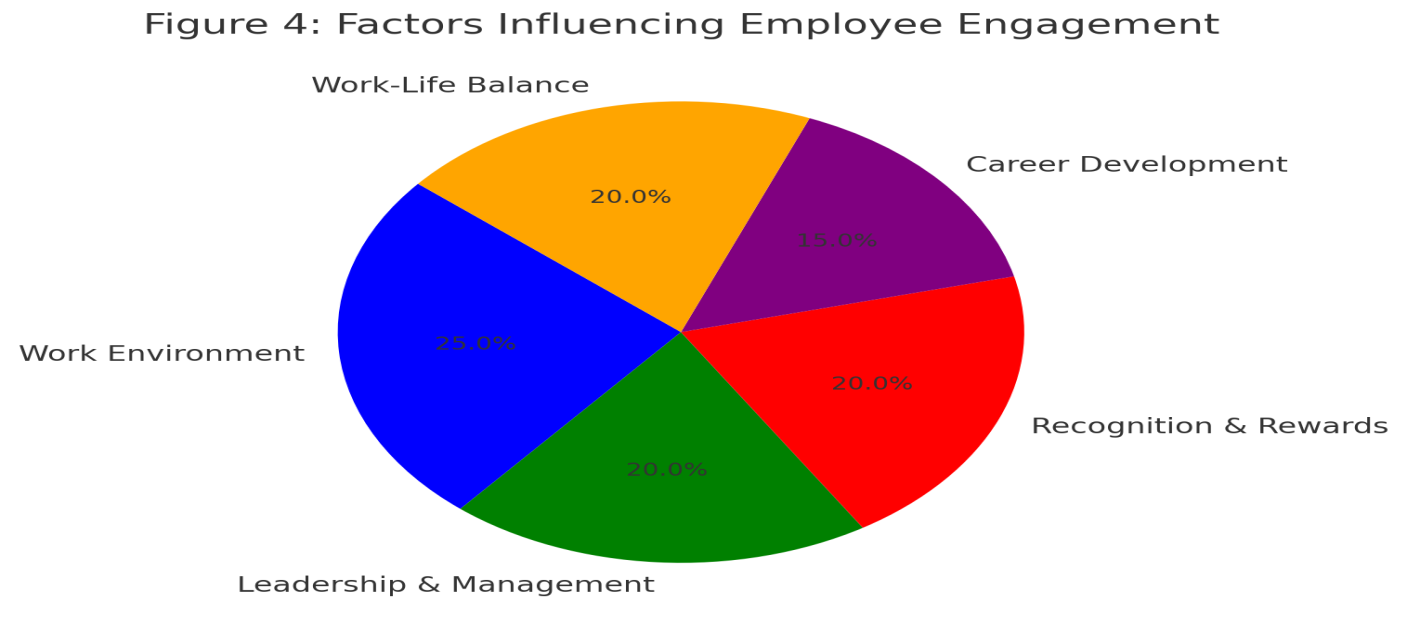 Figure 4: Factors Influencing Employee Engagement
Work-Life Balance
Career Development
20.0%
15.0%
25.0%
Work Environment
20.0%
Recognition & Rewards
20.0%
Leadership & Management